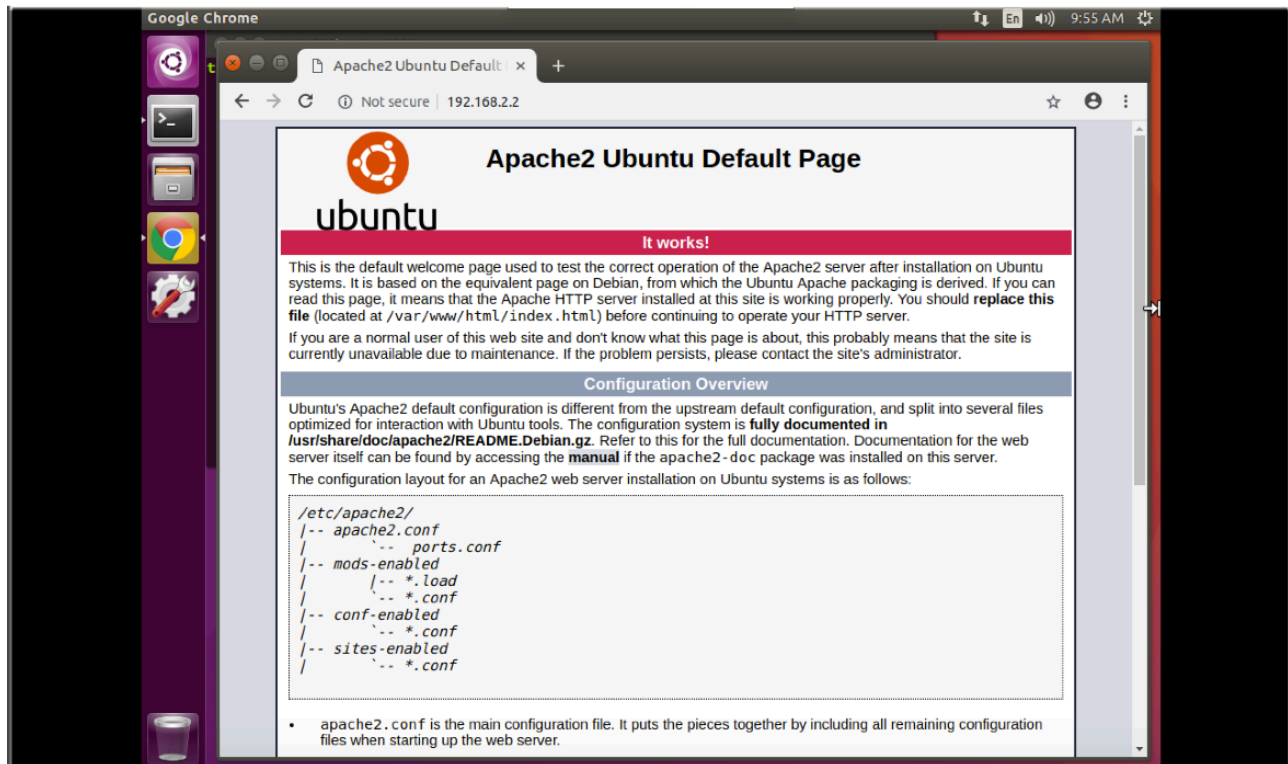 Google Chrome
En
9:55 AM
Apache2 Ubuntu Default
Not secure | 192.168.2.2
ubuntu
Apache2 Ubuntu Default Page
It works!
This is the default welcome page used to test the correct operation of the Apache2 server after installation on Ubuntu
systems. It is based on the equivalent page on Debian, from which the Ubuntu Apache packaging is derived. If you can
read this page, it means that the Apache HTTP server installed at this site is working properly. You should replace this
file (located at /var/www/html/index.html) before continuing to operate your HTTP server.
If you are a normal user of this web site and don't know what this page is about, this probably means that the site is
currently unavailable due to maintenance. If the problem persists, please contact the site's administrator.
Configuration Overview
Ubuntu's Apache2 default configuration is different from the upstream default configuration, and split into several files
optimized for interaction with Ubuntu tools. The configuration system is fully documented in
/usr/share/doc/apache2/README.Debian.gz. Refer to this for the full documentation. Documentation for the web
server itself can be found by accessing the manual if the apache2-doc package was installed on this server.
The configuration layout for an Apache2 web server installation on Ubuntu systems is as follows:
/etc/apache2/
|-- apache2.conf
|       `--  ports.conf
|-- mods-enabled
|       |-- *.load
|       `-- *.conf
|-- conf-enabled
|       `-- *.conf
|-- sites-enabled
|       `-- *.conf
• apache2.conf is the main configuration file. It puts the pieces together by including all remaining configuration
files when starting up the web server.